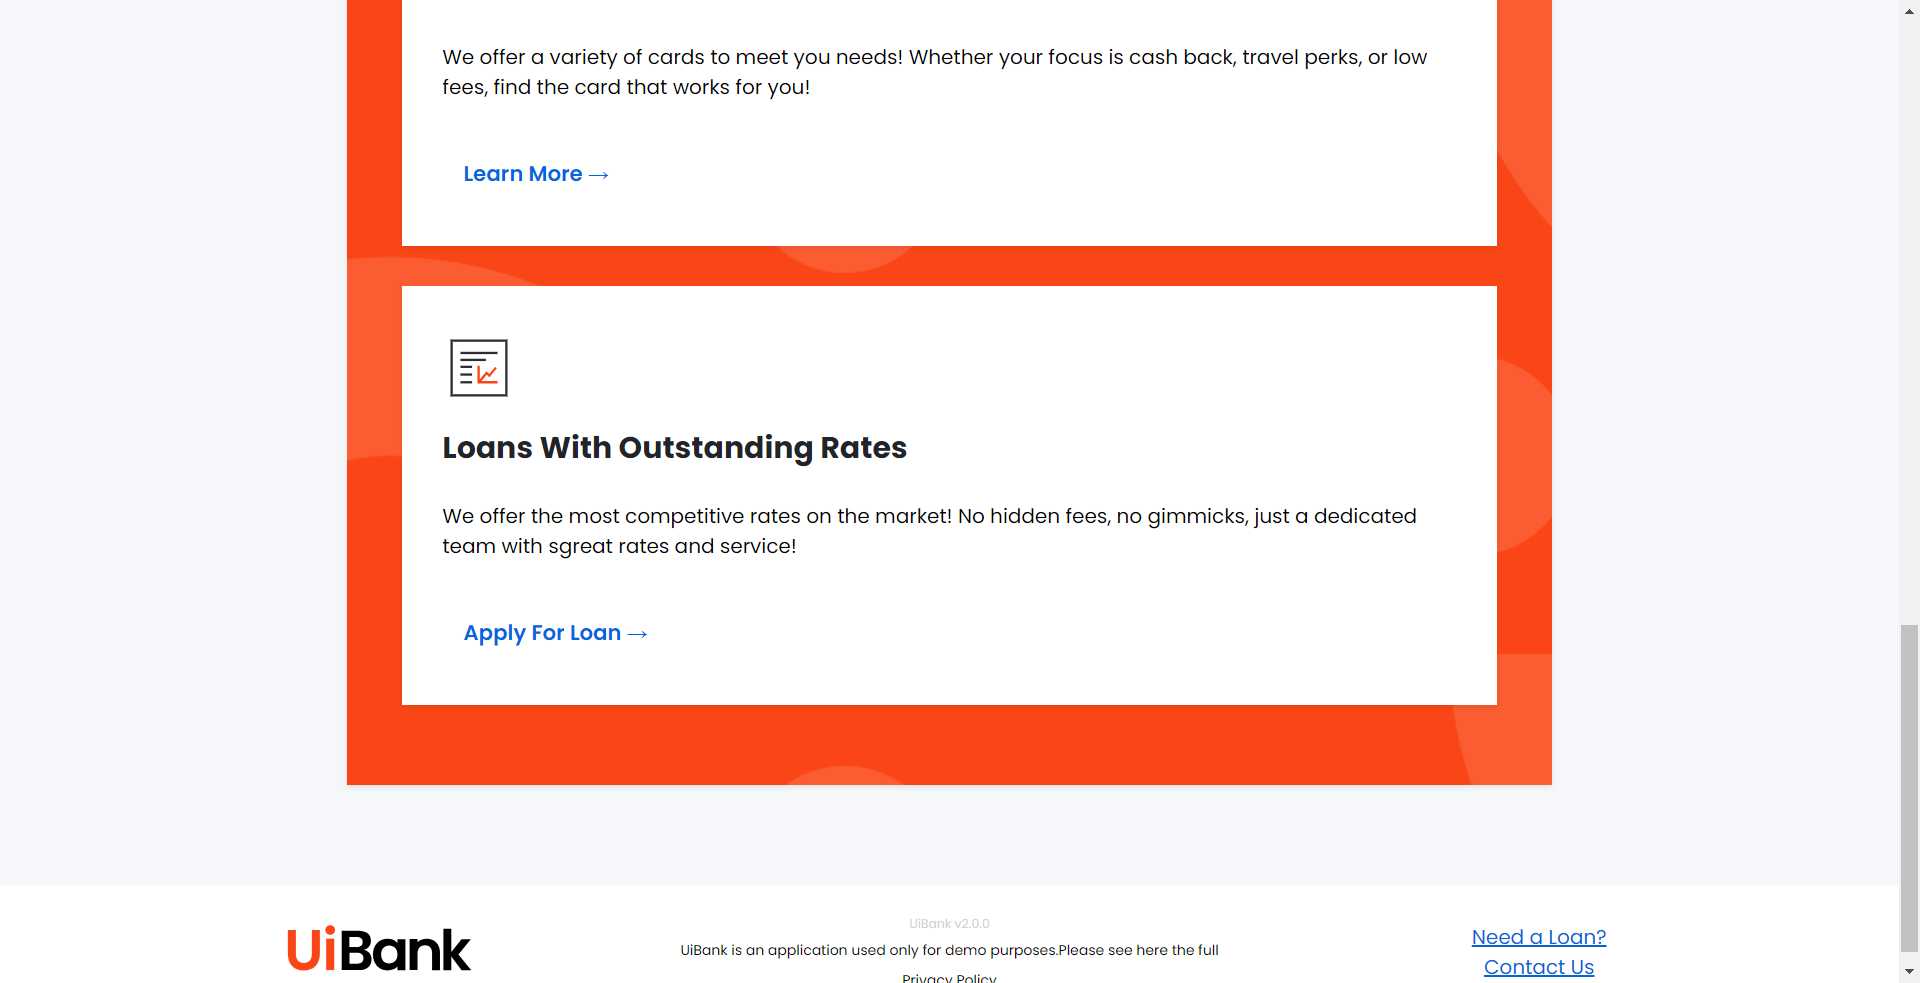 We offer a variety of cards to meet you needs! Whether your focus is cash back, travel perks, or low
fees, find the card that works for you!
Learn More →
Loans With Outstanding Rates
We offer the most competitive rates on the market! No hidden fees, no gimmicks, just a dedicated
team with sgreat rates and service!
Apply For Loan →
UiBank
UiBank v2.0.0
UiBank is an application used only for demo purposes.Please see here the full
Privacy Policy
Need a Loan?
Contact Us